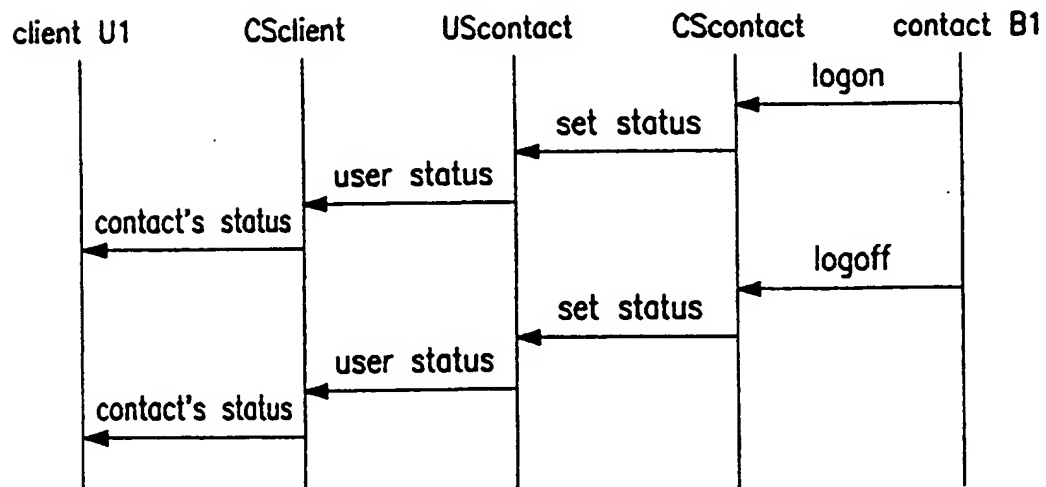 client U1 CSclient UScontact CScontact contact B1
logon
set status
user status
contact's status
logoff
set status
user status
contact's status